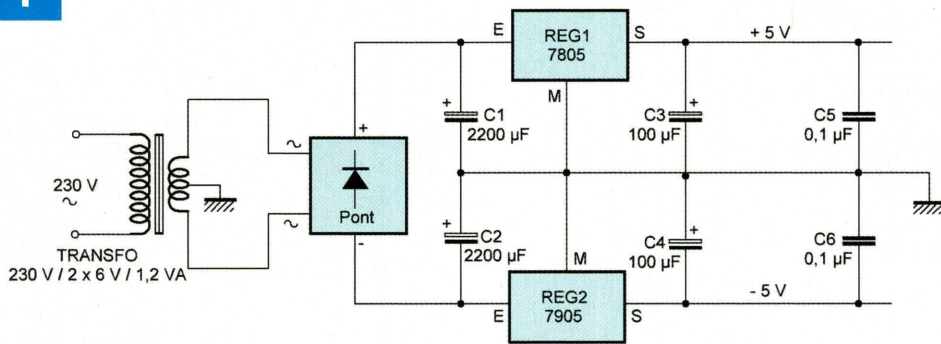 E
REG1
7805
S
+ 5 V
M
+
C1
2200 µF
+
C3
100 µF
C5
0,1 µF
230 V
~
TRANSFO
230 V / 2 x 6 V / 1,2 VA
~
~
+
Pont
-
+
C2
2200 µF
M
+
C4
100 µF
C6
0,1 µF
E
REG2
7905
S
- 5 V